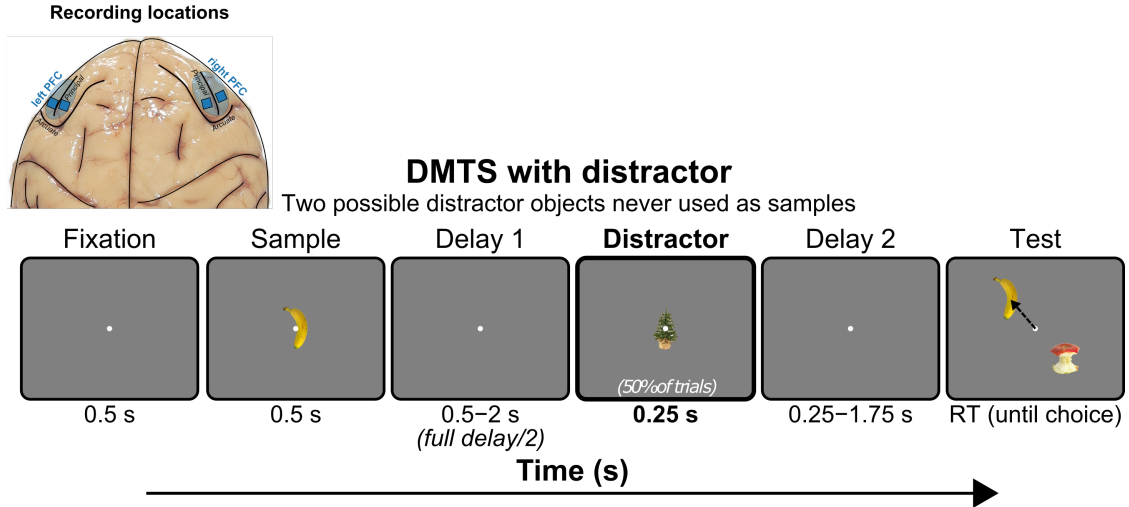 Recording locations
left PFC
Principal
Arcuate
right PFC
Principal
Arcuate
DMTS with distractor
Two possible distractor objects never used as samples
Fixation
Sample
Delay 1
Distractor
Delay 2
Test
(50%of trials)
0.5 s
0.5 s
0.5−2 s
(full delay/2)
0.25 s
0.25−1.75 s
RT (until choice)
Time (s)